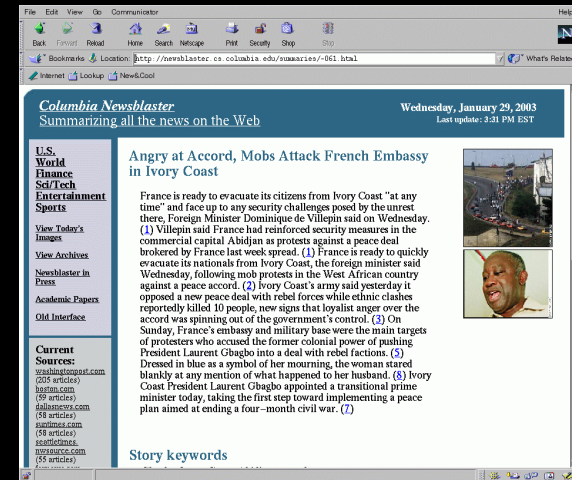 File Edit View Go Communicator Help
Back Forward Reload Home Search Netscape Print Security Shop Stop
Bookmarks Location: http://newsblaster.cs.columbia.edu/summaries/-061.html What's Relate
Internet Lookup New&Cool
Columbia Newsblaster
Summarizing all the news on the Web
Wednesday, January 29, 2003
Last update: 3:31 PM EST
U.S.
World
Finance
Sci/Tech
Entertainment
Sports
View Today's
Images
View Archives
Newsblaster in
Press
Academic Papers
Old Interface
Current
Sources:
washingtonpost.com
(205 articles)
boston.com
(59 articles)
dallasnews.com
(58 articles)
suntimes.com
(58 articles)
seattletimes.
nwsource.com
(55 articles)
Angry at Accord, Mobs Attack French Embassy
in Ivory Coast
France is ready to evacuate its citizens from Ivory Coast "at any
time" and face up to any security challenges posed by the unrest
there, Foreign Minister Dominique de Villepin said on Wednesday.
(1) Villepin said France had reinforced security measures in the
commercial capital Abidjan as protests against a peace deal
brokered by France last week spread. (1) France is ready to quickly
evacuate its nationals from Ivory Coast, the foreign minister said
Wednesday, following mob protests in the West African country
against a peace accord. (2) Ivory Coast's army said yesterday it
opposed a new peace deal with rebel forces while ethnic clashes
reportedly killed 10 people, new signs that loyalist anger over the
accord was spinning out of the government's control. (3) On
Sunday, France's embassy and military base were the main targets
of protesters who accused the former colonial power of pushing
President Laurent Gbagbo into a deal with rebel factions. (5)
Dressed in blue as a symbol of her mourning, the woman stared
blankly at any mention of what happened to her husband. (8) Ivory
Coast President Laurent Gbagbo appointed a transitional prime
minister today, taking the first step toward implementing a peace
plan aimed at ending a four-month civil war. (7)
Story keywords